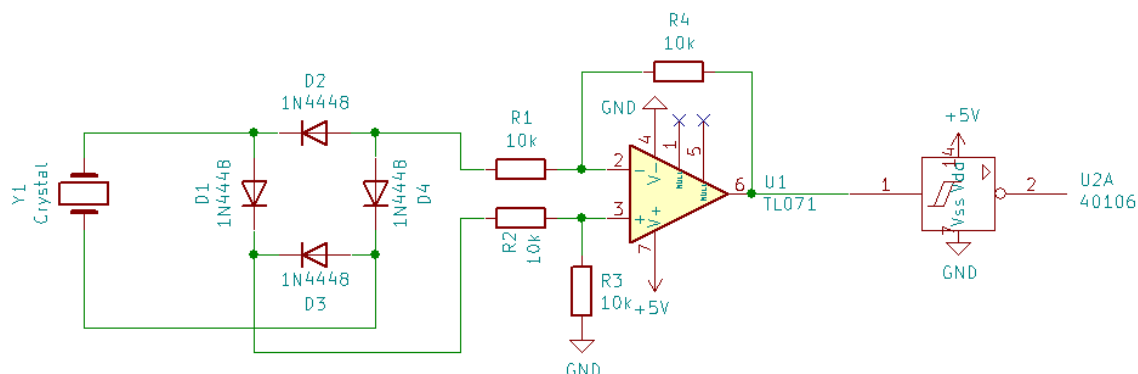 R4
10k
D2
1N4448
R1
10k
GND
4
1
5
NULL
NULL
2
V-
-
Y1
Crystal
D1
1N4448
1N4448
D4
6
U1
TL071
3
+
V+
7
R2
10k
1N4448
D3
R3
10k
+5V
GND
+5V
14
1
Vss Vdd
2
U2A
40106
7
GND